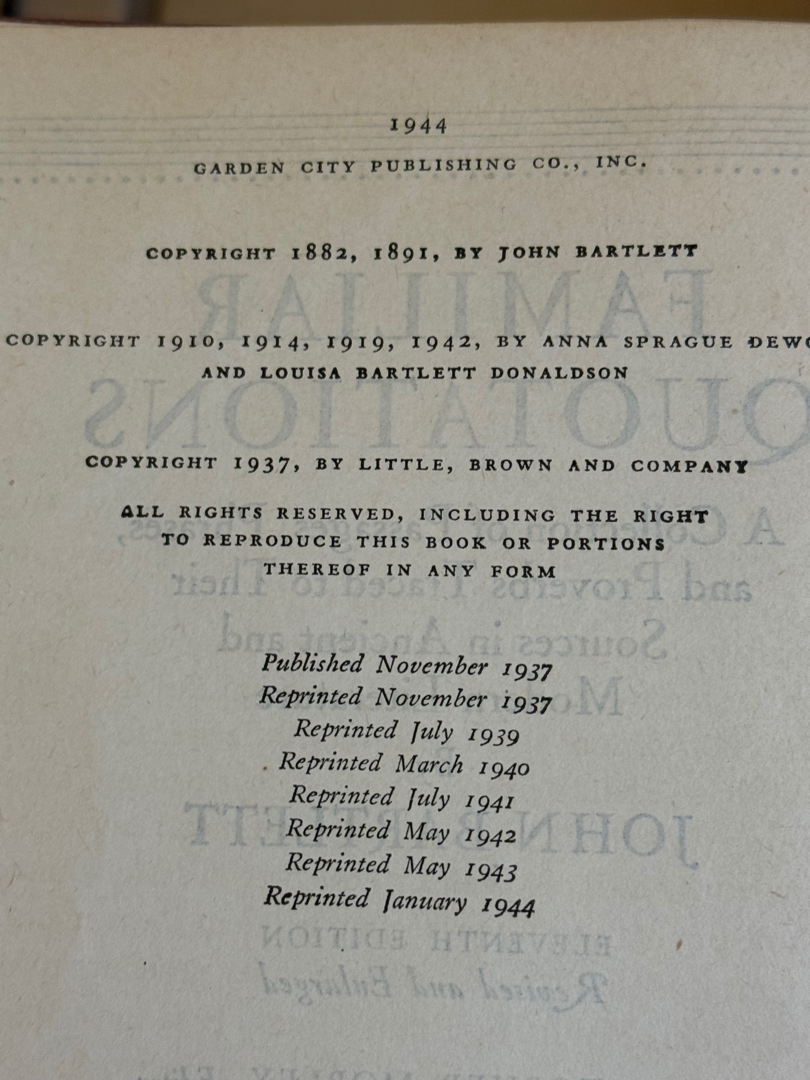 1944
GARDEN CITY PUBLISHING CO., INC.
COPYRIGHT 1882, 1891, BY JOHN BARTLETT
COPYRIGHT 1910, 1914, 1919, 1942, BY ANNA SPRAGUE
AND LOUISA BARTLETT DONALDSON
COPYRIGHT 1937, BY LITTLE, BROWN AND COMPANY
ALL RIGHTS RESERVED, INCLUDING THE RIGHT
TO REPRODUCE THIS BOOK OR PORTIONS
THEREOF IN ANY FORM
Published November 1937
Reprinted November 1937
Reprinted July 1939
Reprinted March 1940
Reprinted July 1941
Reprinted May 1942
Reprinted May 1943
Reprinted January 1944